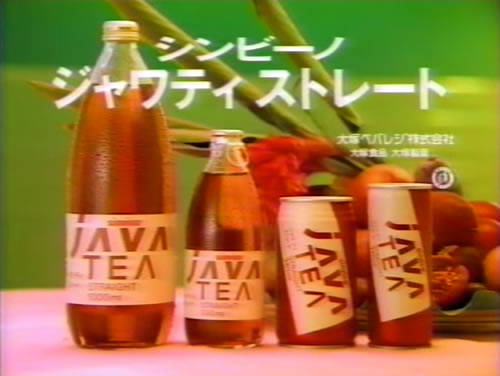 シンビーノ
ジャワティ ストレート
大塚ベバレジ株式会社
大塚食品 大塚製薬
JAVA
TEA
STRAIGHT
1000ml
JAVA
TEA
STRAIGHT
JAVA
TEA
JAVA
TEA